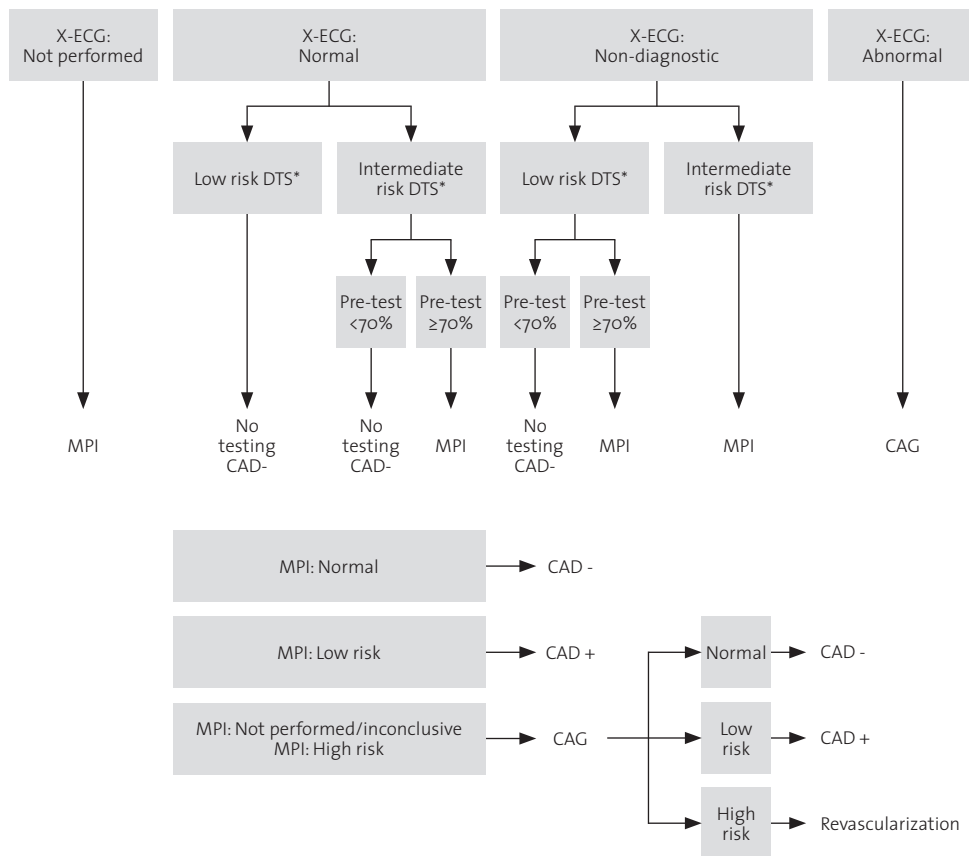 X-ECG:
Not performed
X-ECG:
Normal
X-ECG:
Non-diagnostic
X-ECG:
Abnormal
Low risk DTS*
Intermediate
risk DTS*
Low risk DTS*
Intermediate
risk DTS*
Pre-test
<70%
Pre-test
≥70%
Pre-test
<70%
Pre-test
≥70%
MPI
No
testing
CAD-
No
testing
CAD-
MPI
No
testing
CAD-
MPI
MPI
CAG
MPI: Normal
CAD -
MPI: Low risk
CAD +
MPI: Not performed/inconclusive
MPI: High risk
CAG
Normal
CAD -
Low
risk
CAD +
High
risk
Revascularization